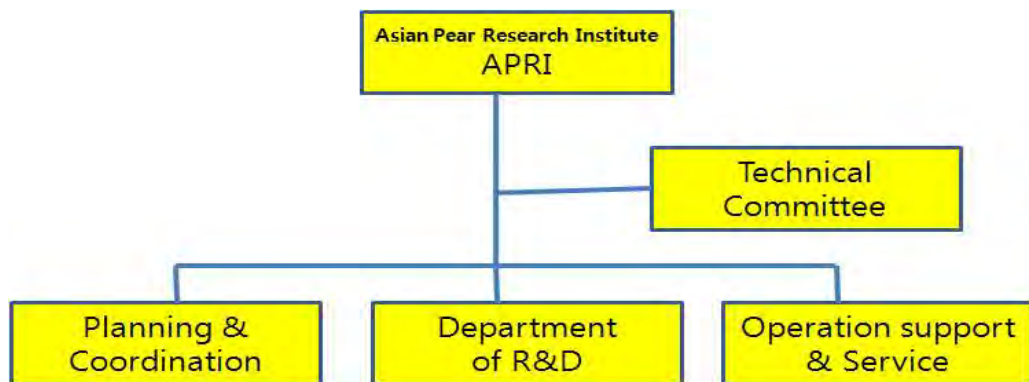 Asian Pear Research Institute
APRI
Technical
Committee
Planning &
Coordination
Department
of R&D
Operation support
& Service